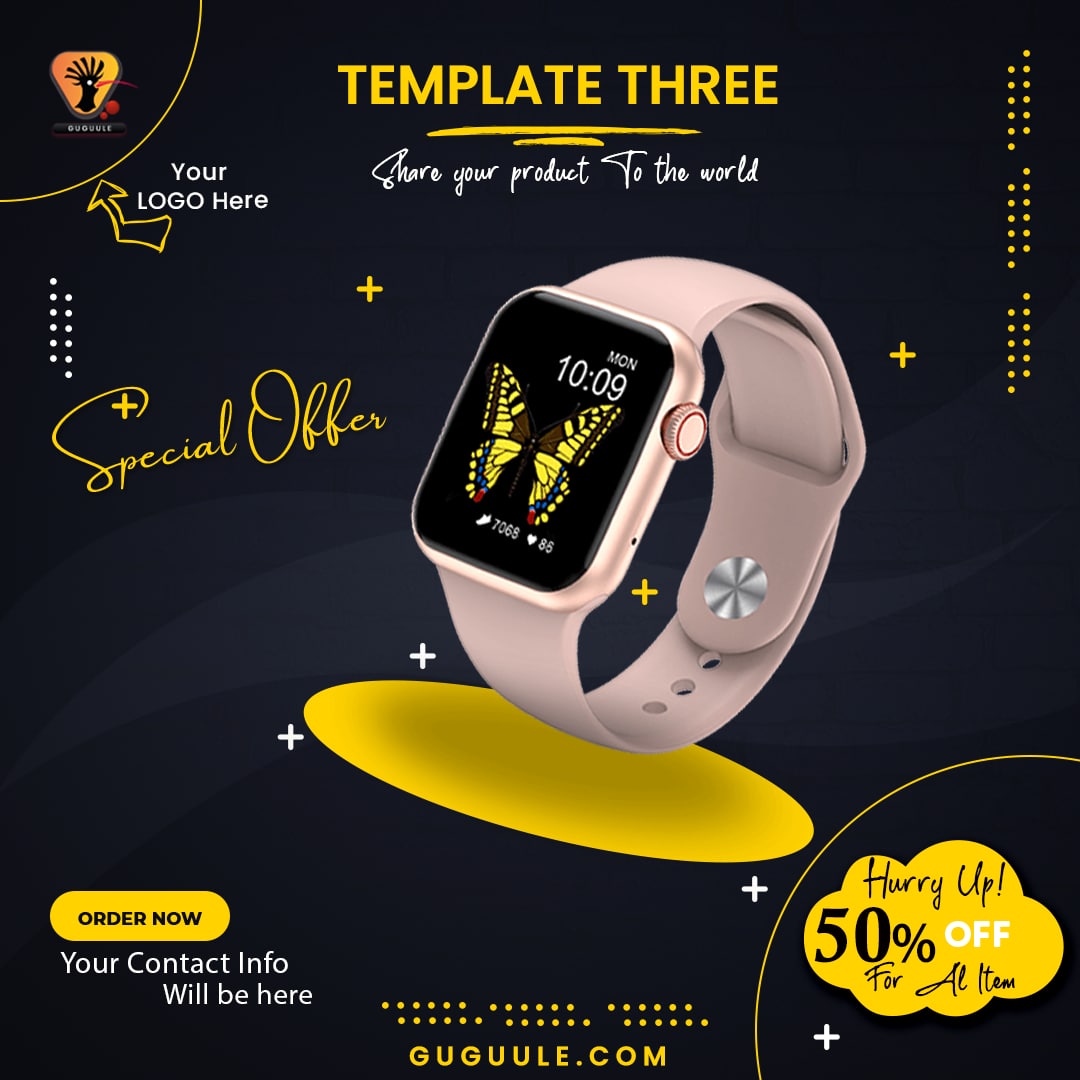 GUGUULE
TEMPLATE THREE
Share your product To the world
Your
LOGO Here
Special Offer
MON
10:09
7068
86
ORDER NOW
Your Contact Info
Will be here
Hurry Up!
50% OFF
For Al Item
GUGUULE.COM